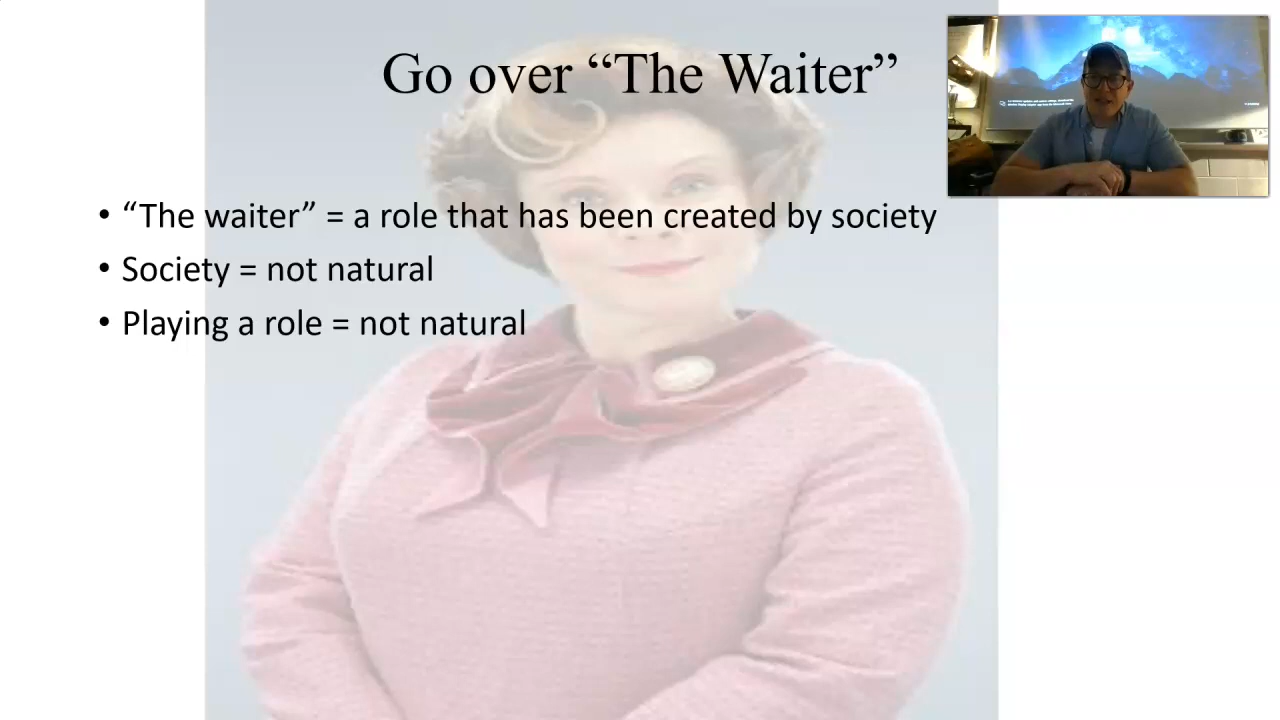 Go over “The Waiter”
• “The waiter” = a role that has been created by society
• Society = not natural
• Playing a role = not natural